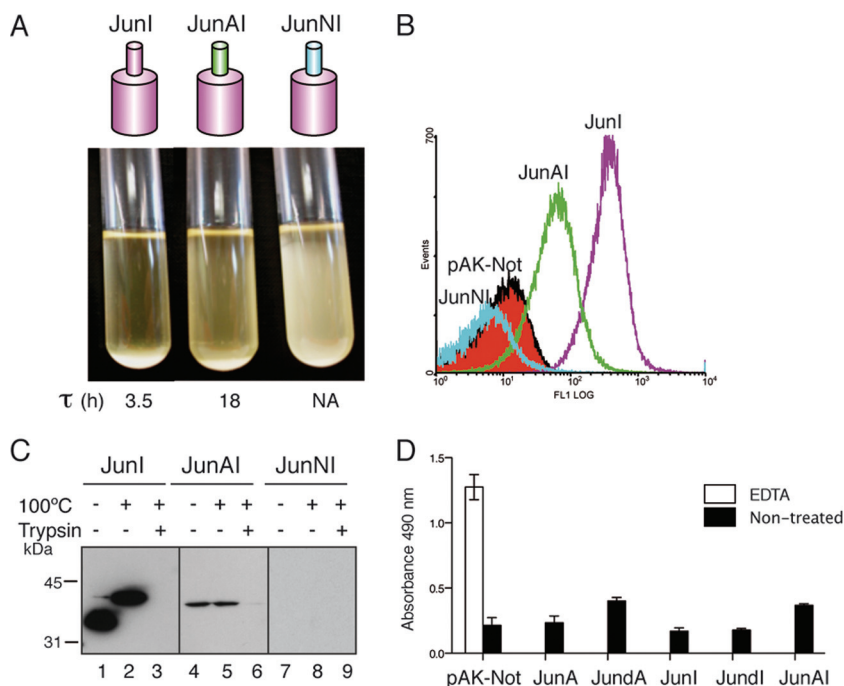 A
JunI JunAI JunNI
τ (h) 3.5 18 NA
B
700
Events
0
JunI
JunAI
pAK-Not
JunNI
10⁰ 10¹ 10² 10³ 10⁴
FL1 LOG
C
JunI JunAI JunNI
100ºC - + + - + + - + +
Trypsin - - + - - + - - +
kDa
45
31
1 2 3 4 5 6 7 8 9
D
Absorbance 490 nm
1.5
1.0
0.5
0.0
EDTA
Non-treated
pAK-Not JunA JundA JunI JundI JunAI